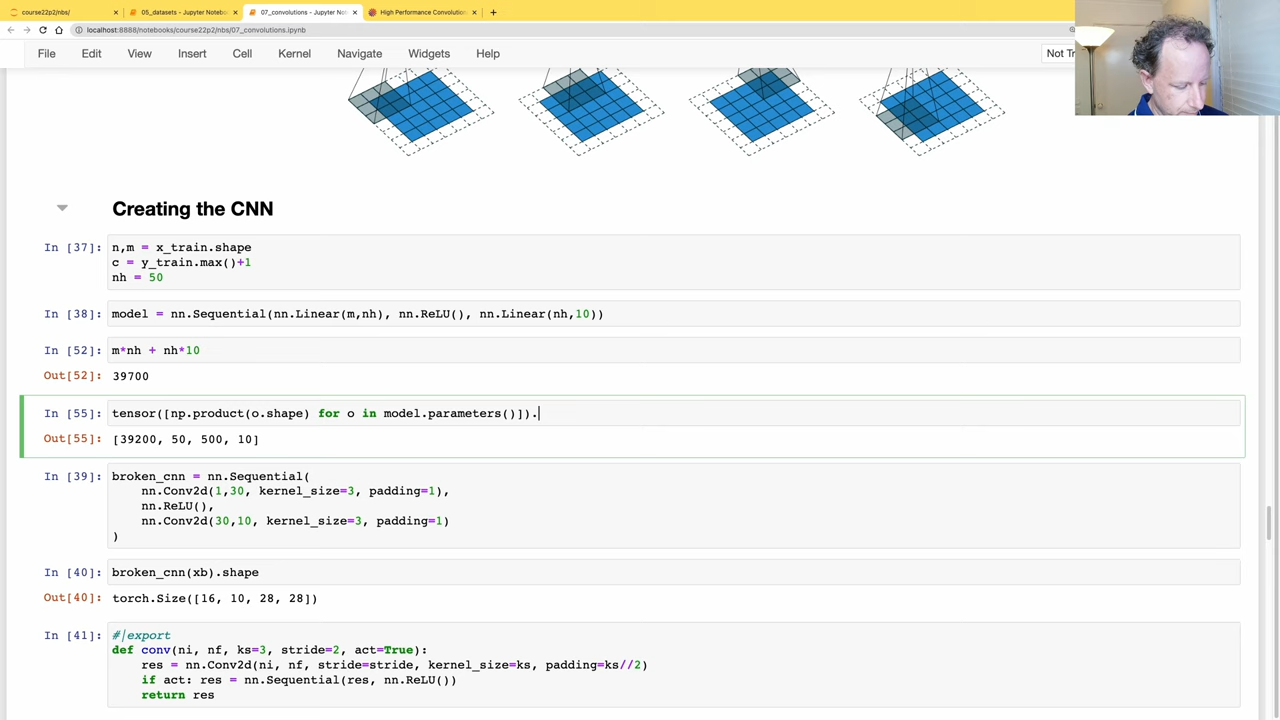 course22p2/nbs/
05_datasets - Jupyter Noteb
07_convolutions - Jupyter Not
High Performance Convolution
localhost:8888/notebooks/course22p2/nbs/07_convolutions.ipynb
File Edit View Insert Cell Kernel Navigate Widgets Help
Not Tr
Creating the CNN
In [37]: n,m = x_train.shape
c = y_train.max()+1
nh = 50
In [38]: model = nn.Sequential(nn.Linear(m,nh), nn.ReLU(), nn.Linear(nh,10))
In [52]: m*nh + nh*10
Out[52]: 39700
In [55]: tensor([np.product(o.shape) for o in model.parameters()]).
Out[55]: [39200, 50, 500, 10]
In [39]: broken_cnn = nn.Sequential(
nn.Conv2d(1,30, kernel_size=3, padding=1),
nn.ReLU(),
nn.Conv2d(30,10, kernel_size=3, padding=1)
)
In [40]: broken_cnn(xb).shape
Out[40]: torch.Size([16, 10, 28, 28])
In [41]: #|export
def conv(ni, nf, ks=3, stride=2, act=True):
res = nn.Conv2d(ni, nf, stride=stride, kernel_size=ks, padding=ks//2)
if act: res = nn.Sequential(res, nn.ReLU())
return res